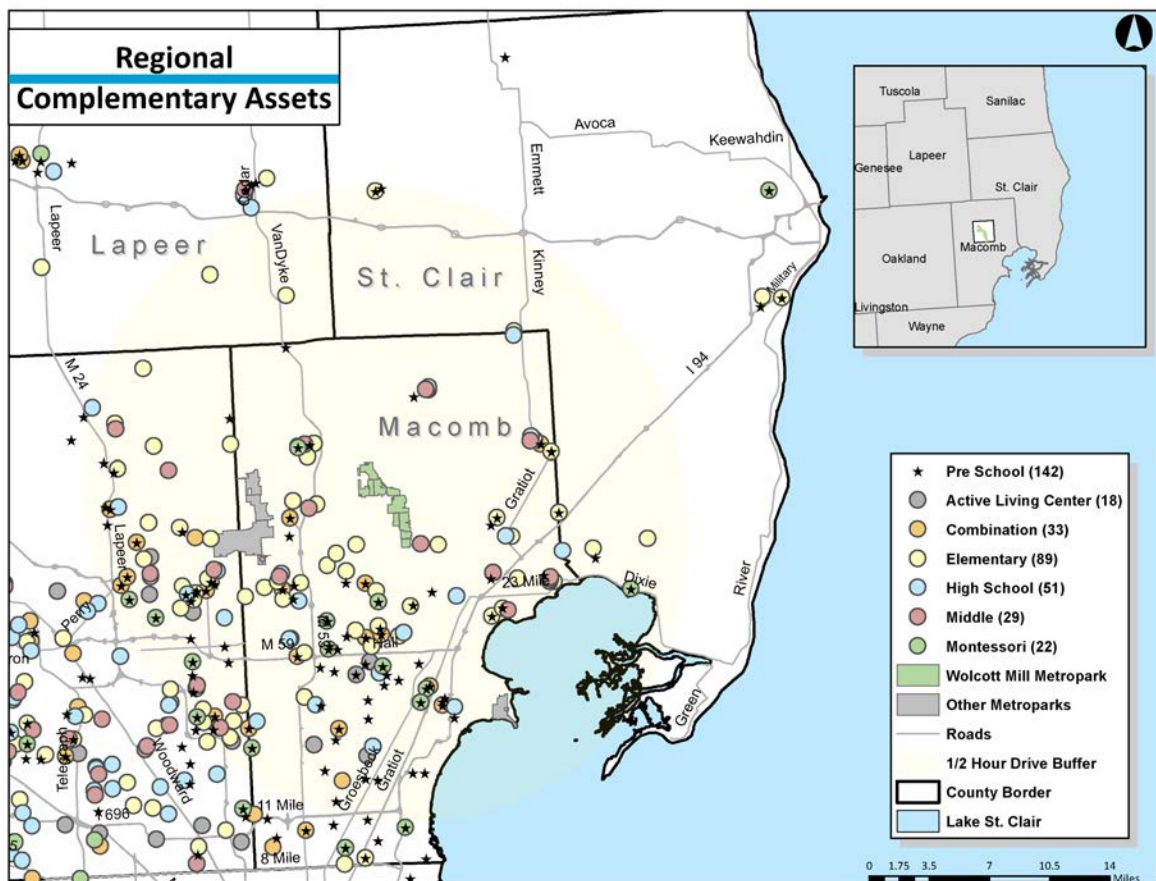 Regional
Complementary Assets
Avoca
Keewahdin
Emmett
Lapeer
VanDyke
Lapeer
St. Clair
Kinney
Military
I 94
M 24
Macomb
Gratiot
Lapeer
23 Mile
Dixie
River
Perry
M 59
Hall
Green
Telegraph
Woodward
Groesbeck
Gratiot
11 Mile
696
8 Mile
Tuscola
Sanilac
Lapeer
Genesee
St. Clair
Macomb
Oakland
Livingston
Wayne
Pre School (142)
Active Living Center (18)
Combination (33)
Elementary (89)
High School (51)
Middle (29)
Montessori (22)
Wolcott Mill Metropark
Other Metroparks
Roads
1/2 Hour Drive Buffer
County Border
Lake St. Clair
0 1.75 3.5 7 10.5 14
Miles